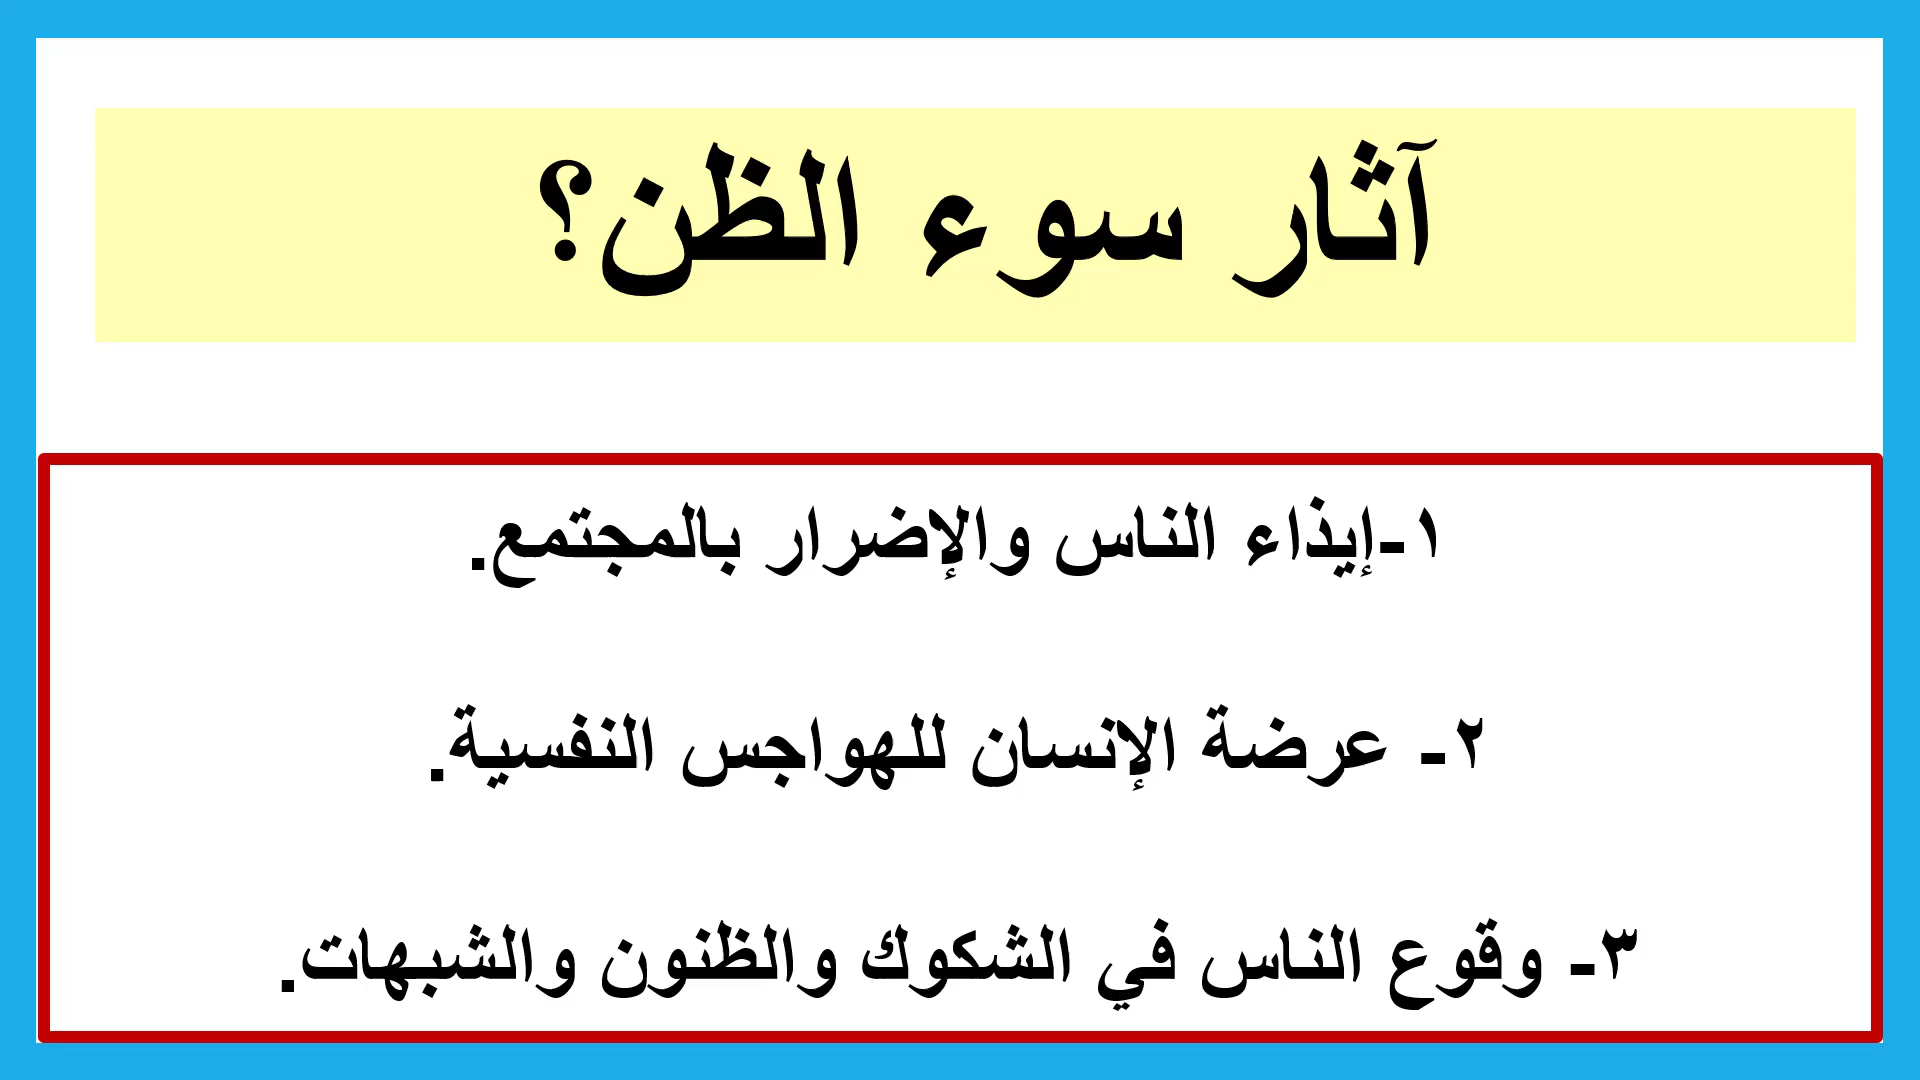 آثار سوء الظن؟
١-إيذاء الناس والإضرار بالمجتمع.
٢- عرضة الإنسان للهواجس النفسية.
٣- وقوع الناس في الشكوك والظنون والشبهات.